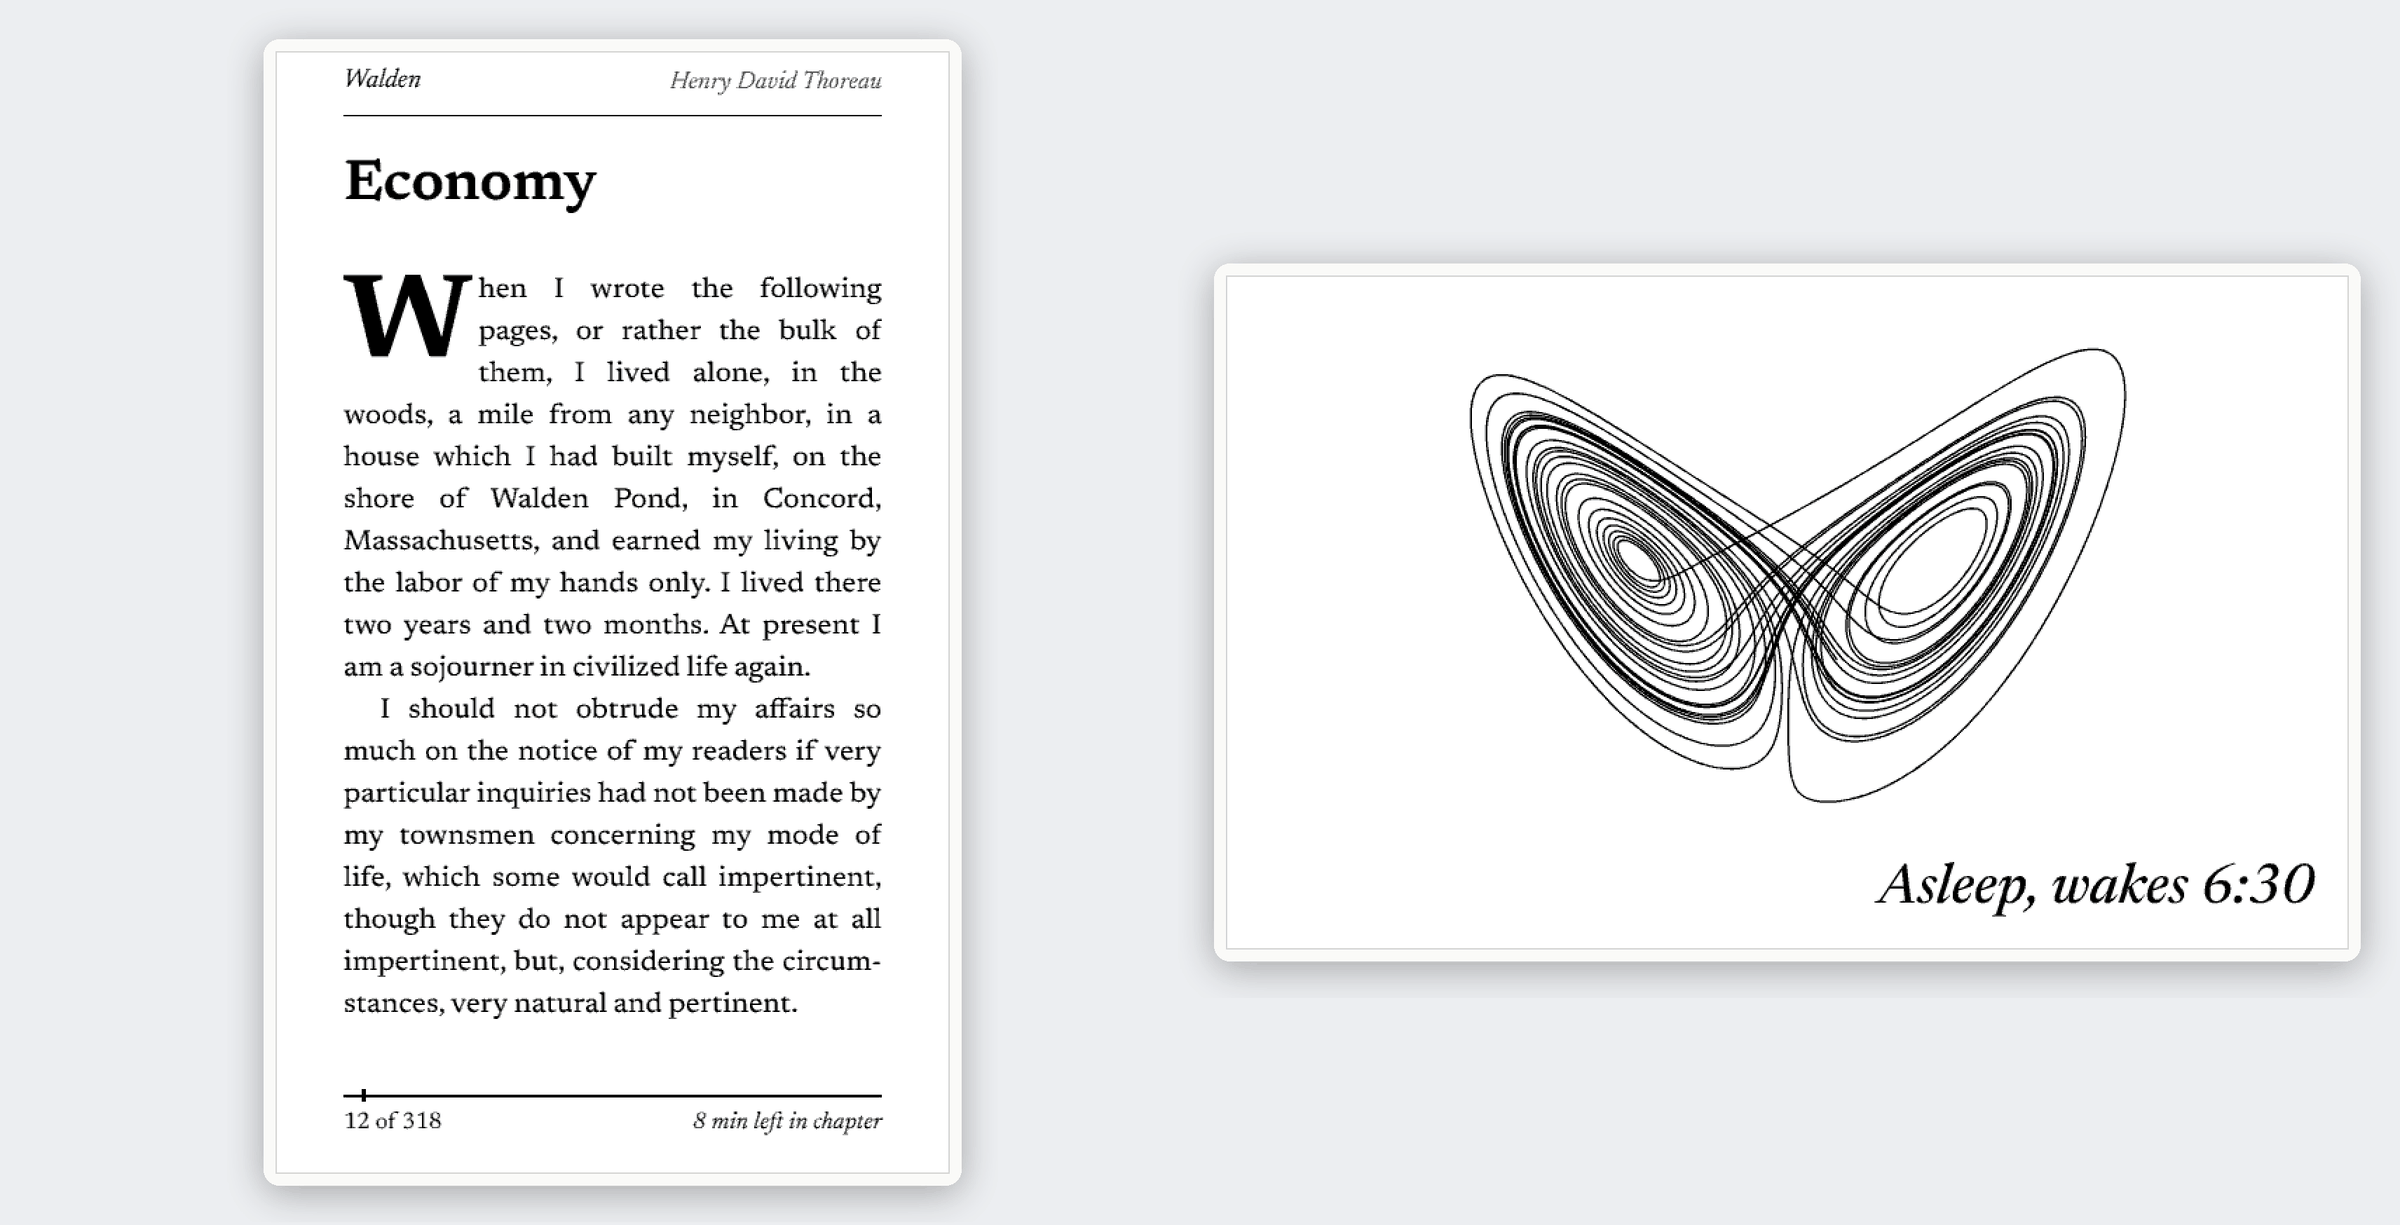 Walden
Henry David Thoreau
Economy
When I wrote the following
pages, or rather the bulk of
them, I lived alone, in the
woods, a mile from any neighbor, in a
house which I had built myself, on the
shore of Walden Pond, in Concord,
Massachusetts, and earned my living by
the labor of my hands only. I lived there
two years and two months. At present I
am a sojourner in civilized life again.
I should not obtrude my affairs so
much on the notice of my readers if very
particular inquiries had not been made by
my townsmen concerning my mode of
life, which some would call impertinent,
though they do not appear to me at all
impertinent, but, considering the circum-
stances, very natural and pertinent.
12 of 318
8 min left in chapter
Asleep, wakes 6:30